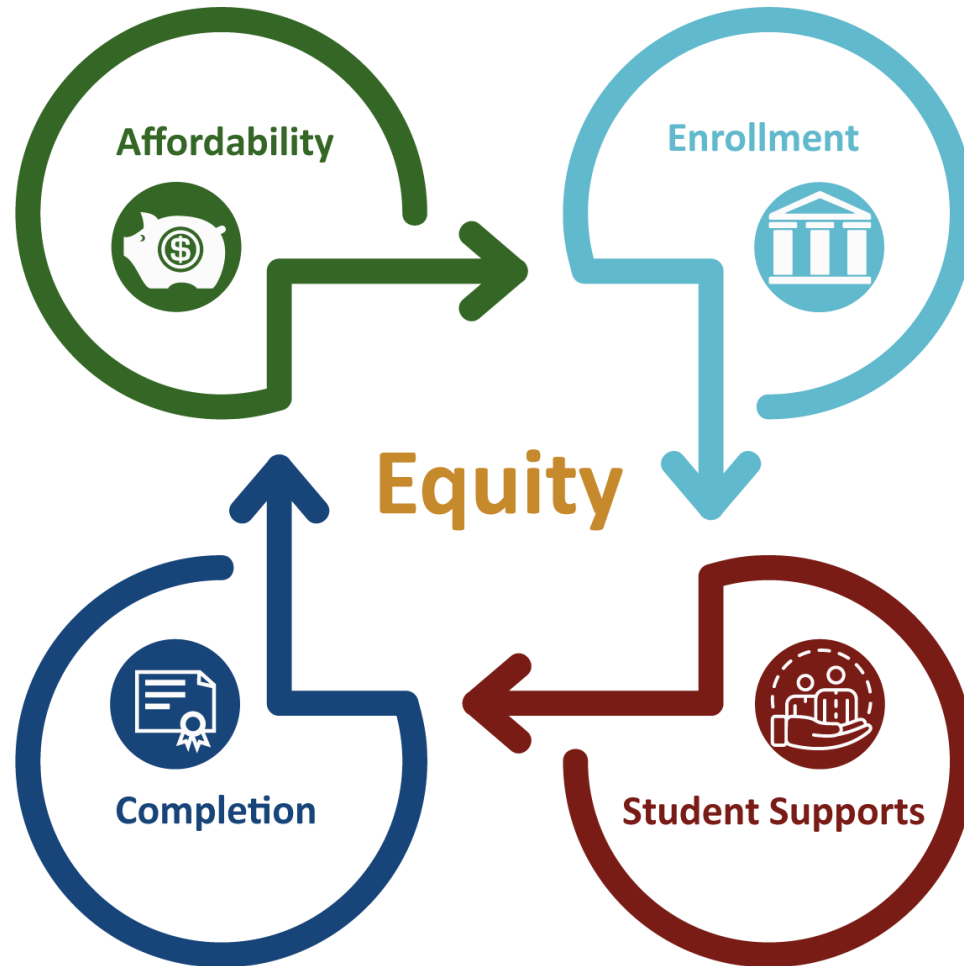 Affordability
Enrollment
$
Equity
Completion
Student Supports